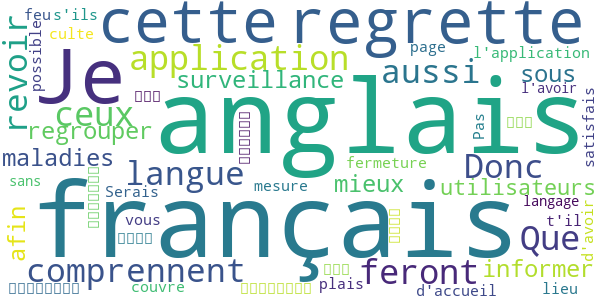 feu s'ils cette regrette
culte
possible page l'application
revoir Je application aussi sous
surveillance l'avoir
ceux anglais Pas
regrouper satisfais
maladies fermeture
langue Donc
sans mesure mieux utilisateurs
Serais langage
français
afin vous t'il
Que d'avoir
comprennent feront informer
couvre plais d'accueil lieu